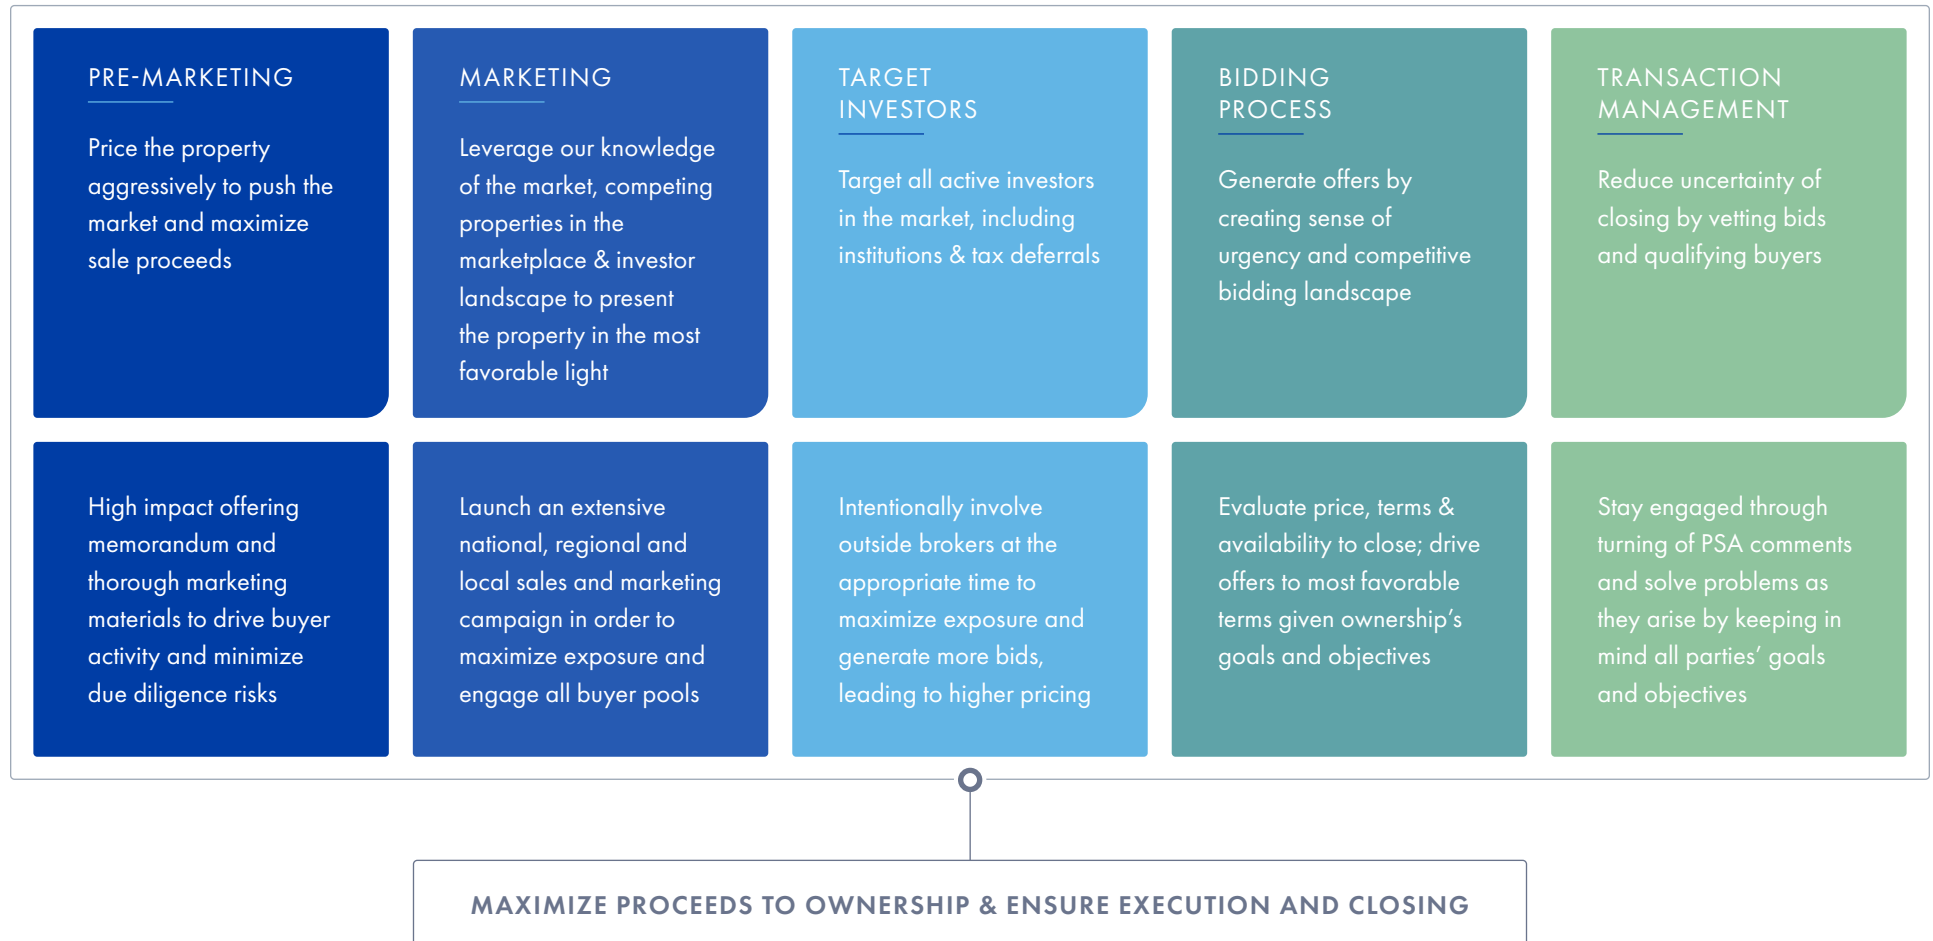 PRE-MARKETING
Price the property
aggressively to push the
market and maximize
sale proceeds
MARKETING
Leverage our knowledge
of the market, competing
properties in the
marketplace & investor
landscape to present
the property in the most
favorable light
TARGET
INVESTORS
Target all active investors
in the market, including
institutions & tax deferrals
BIDDING
PROCESS
Generate offers by
creating sense of
urgency and competitive
bidding landscape
TRANSACTION
MANAGEMENT
Reduce uncertainty of
closing by vetting bids
and qualifying buyers
High impact offering
memorandum and
thorough marketing
materials to drive buyer
activity and minimize
due diligence risks
Launch an extensive
national, regional and
local sales and marketing
campaign in order to
maximize exposure and
engage all buyer pools
Intentionally involve
outside brokers at the
appropriate time to
maximize exposure and
generate more bids,
leading to higher pricing
Evaluate price, terms &
availability to close; drive
offers to most favorable
terms given ownership’s
goals and objectives
Stay engaged through
turning of PSA comments
and solve problems as
they arise by keeping in
mind all parties’ goals
and objectives
MAXIMIZE PROCEEDS TO OWNERSHIP & ENSURE EXECUTION AND CLOSING